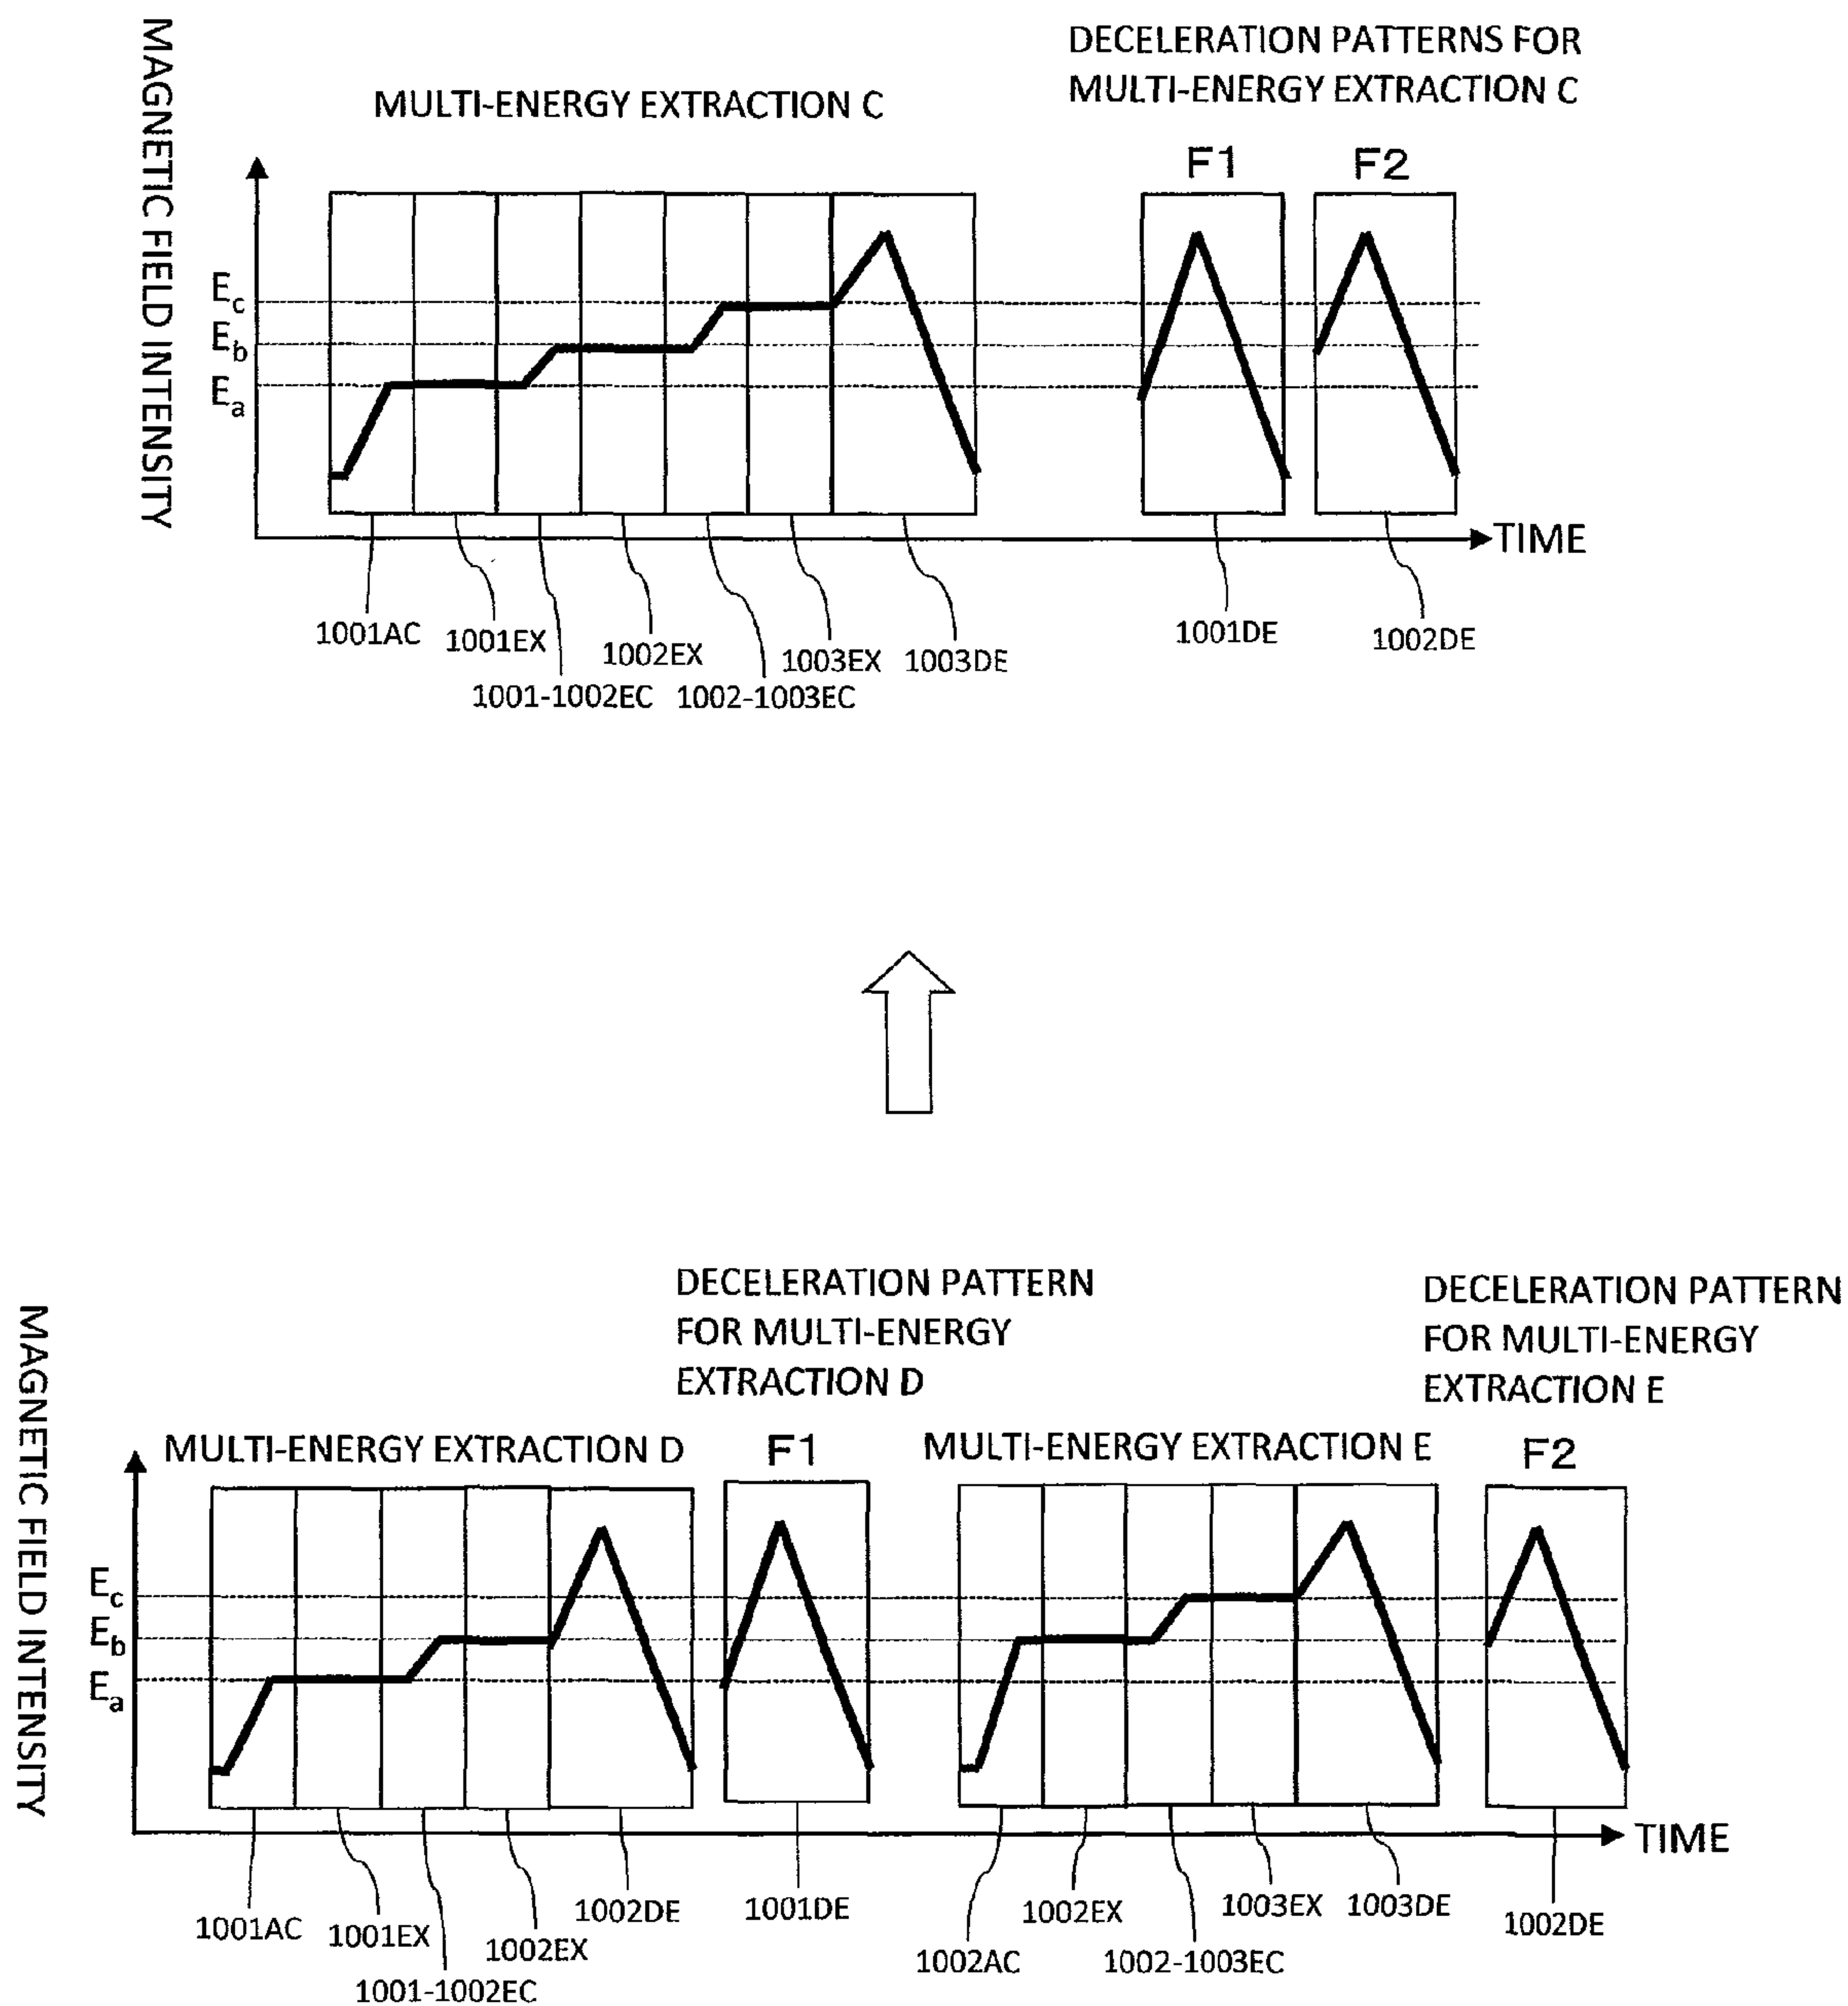 MAGNETIC FIELD INTENSITY
MULTI-ENERGY EXTRACTION C
DECELERATION PATTERNS FOR
MULTI-ENERGY EXTRACTION C
F1
F2
Ec
Eb
Ea
TIME
1001AC
1001EX
1001-1002EC
1002EX
1002-1003EC
1003EX
1003DE
1001DE
1002DE
MAGNETIC FIELD INTENSITY
DECELERATION PATTERN
FOR MULTI-ENERGY
EXTRACTION D
DECELERATION PATTERN
FOR MULTI-ENERGY
EXTRACTION E
MULTI-ENERGY EXTRACTION D
F1
MULTI-ENERGY EXTRACTION E
F2
Ec
Eb
Ea
TIME
1001AC
1001EX
1001-1002EC
1002EX
1002DE
1001DE
1002AC
1002EX
1002-1003EC
1003EX
1003DE
1002DE